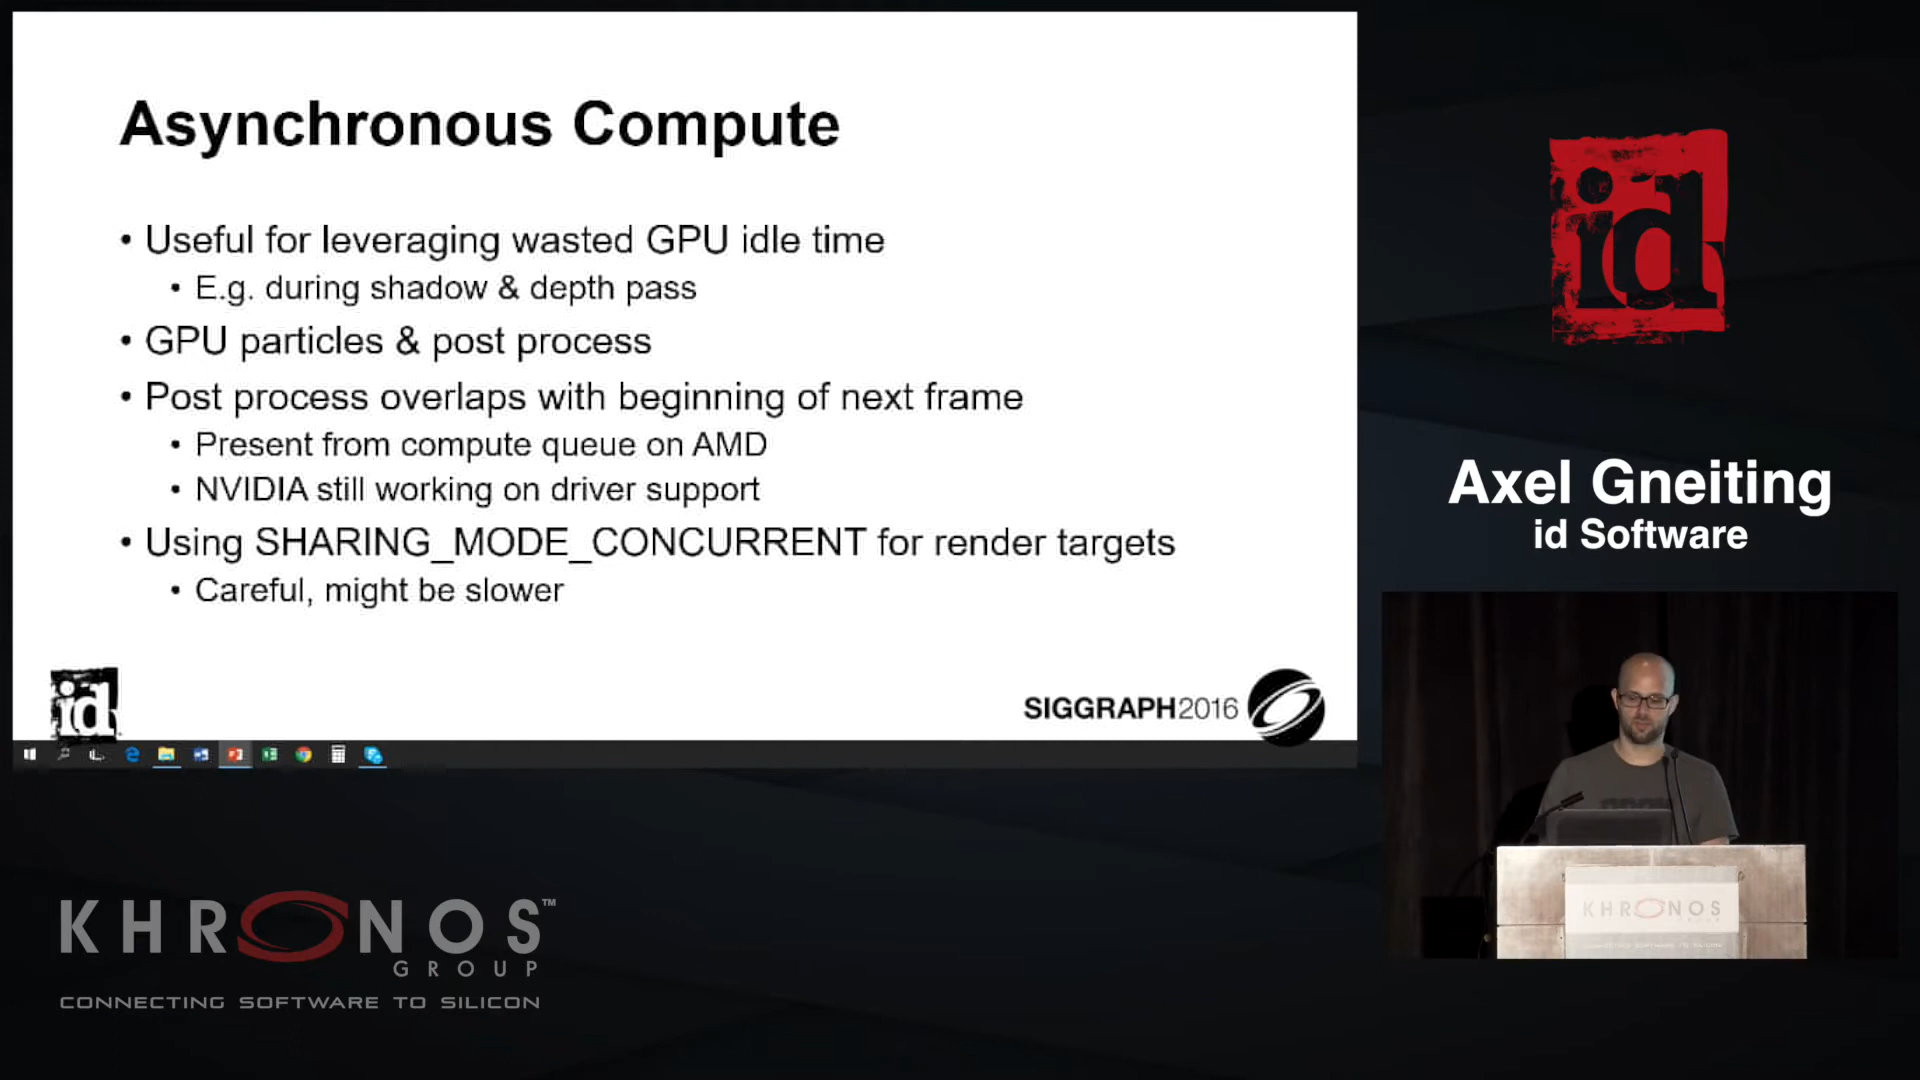 Asynchronous Compute
• Useful for leveraging wasted GPU idle time
• E.g. during shadow & depth pass
• GPU particles & post process
• Post process overlaps with beginning of next frame
• Present from compute queue on AMD
• NVIDIA still working on driver support
• Using SHARING_MODE_CONCURRENT for render targets
• Careful, might be slower
id
SIGGRAPH2016
id
Axel Gneiting
id Software
KHRONOS
KHRONOS™
GROUP
CONNECTING SOFTWARE TO SILICON